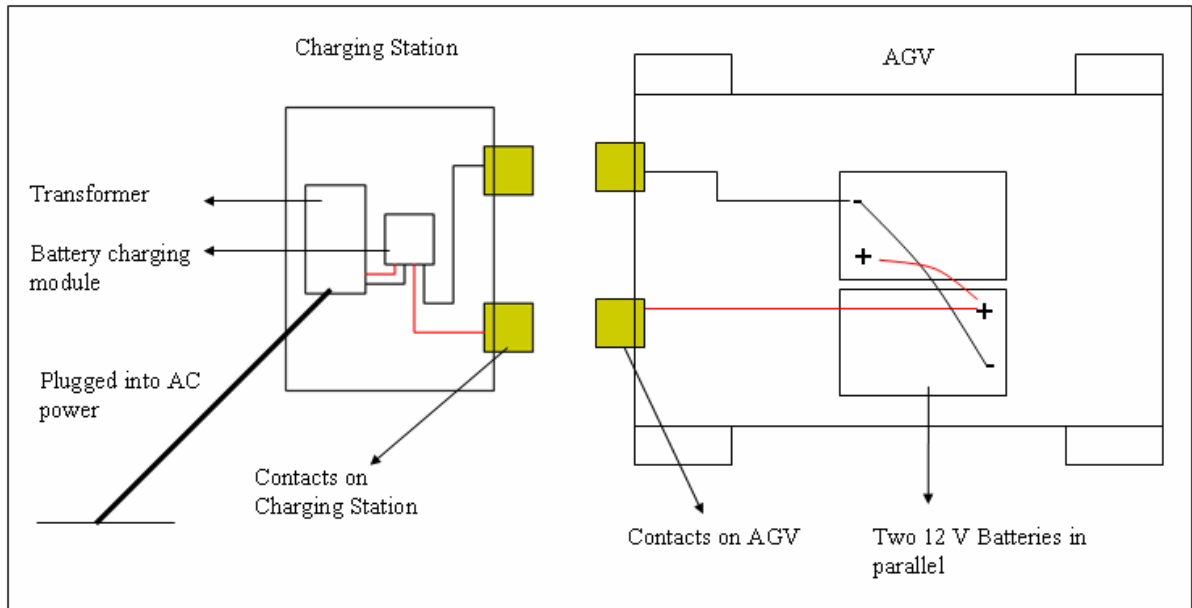 Charging Station
AGV
Transformer
Battery charging
module
-
+
+
-
Plugged into AC
power
Contacts on
Charging Station
Contacts on AGV
Two 12 V Batteries in
parallel